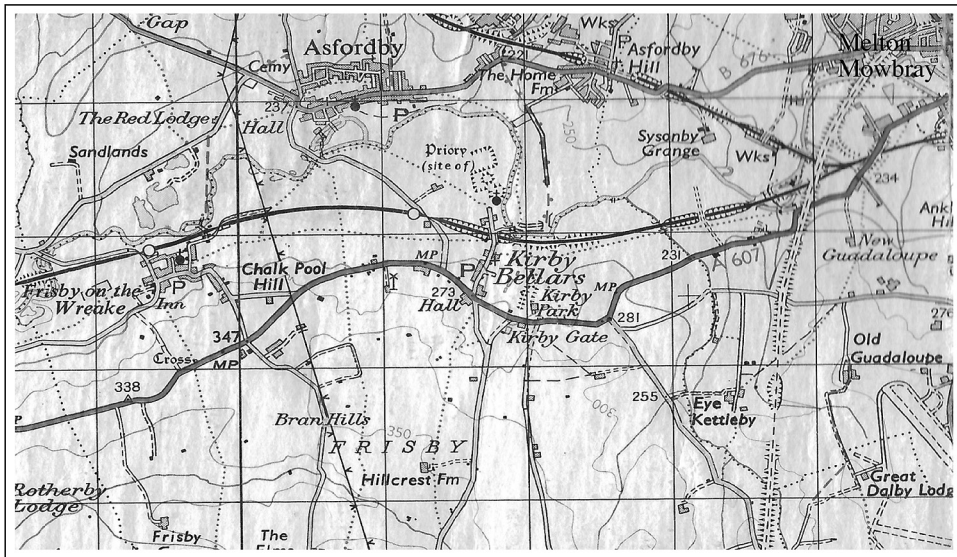 Gap
Asfordby
Wks
P
Asfordby
Hill
B 676
Melton
Mowbray
Cemy
The Home
Fm
237
Hall
P
The Red Lodge
250
Sysonby
Grange
Wks
Sandlands
Priory
(site of)
234
Ank
Hi
New
Guadaloupe
231
A 607
Kirby
Bellars
MP
P
Chalk Pool
Hill
273
Hall
Kirby
Park
MP
Frisby on the
Wreake
P
Inn
281
276
Kirby Gate
347
MP
Cross
Old
Guadaloupe
338
P
255
Eye
Kettleby
300
Bran Hills
350
FRISBY
Hillcrest Fm
Great
Dalby Lodg
Rotherby
Lodge
Frisby
The